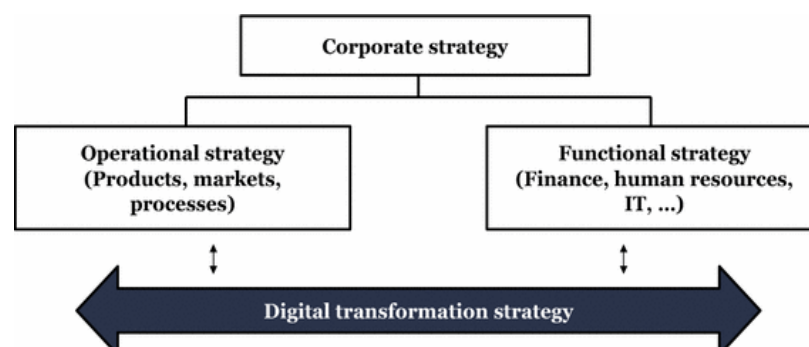 Corporate strategy
Operational strategy
(Products, markets,
processes)
Functional strategy
(Finance, human resources,
IT, ...)
Digital transformation strategy